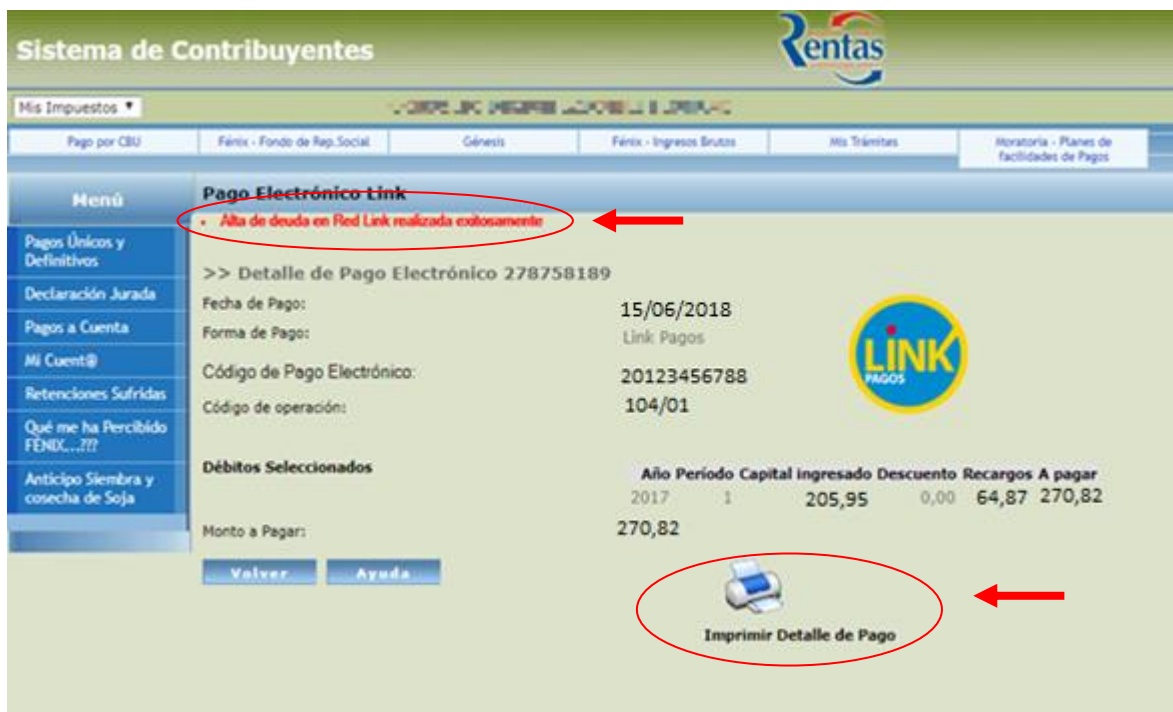 Sistema de Contribuyentes
Rentas
Mis Impuestos
Pago por CBU
Fénix - Fondo de Rep.Social
Génesis
Fénix - Ingresos Brutos
Mis Trámites
Moratoria - Planes de
facilidades de Pagos
Menú
Pagos Únicos y
Definitivos
Declaración Jurada
Pagos a Cuenta
Mi Cuent@
Retenciones Sufridas
Qué me ha Percibido
FÉNIX...???
Anticipo Siembra y
cosecha de Soja
Pago Electrónico Link
Alta de deuda en Red Link realizada exitosamente
>> Detalle de Pago Electrónico 278758189
Fecha de Pago: 15/06/2018
Forma de Pago: Link Pagos
Código de Pago Electrónico: 20123456788
Código de operación: 104/01
LINK
PAGOS
Débitos Seleccionados
Año Período Capital ingresado Descuento Recargos A pagar
2017 1 205,95 0,00 64,87 270,82
Monto a Pagar: 270,82
Volver Ayuda
Imprimir Detalle de Pago